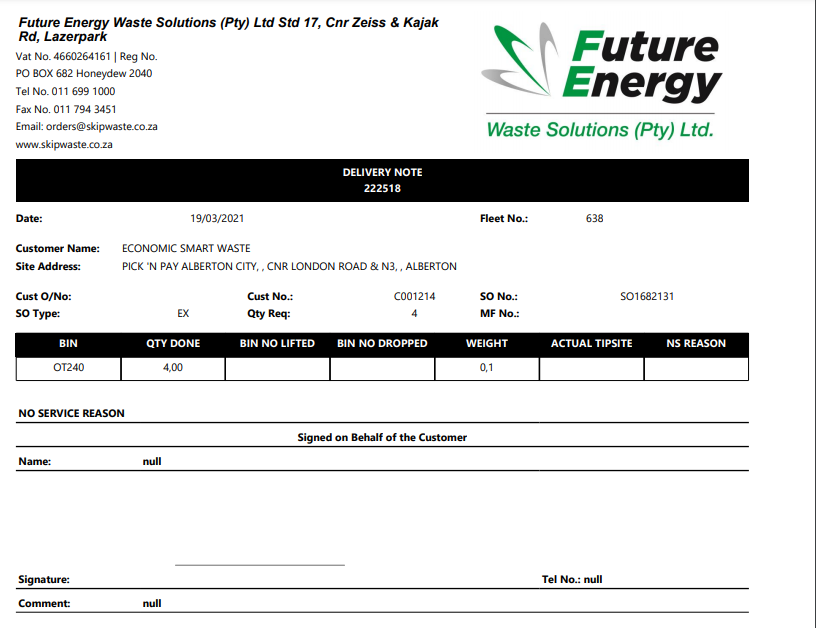 Future Energy Waste Solutions (Pty) Ltd Std 17, Cnr Zeiss & Kajak
Rd, Lazerpark
Vat No. 4660264161 | Reg No.
PO BOX 682 Honeydew 2040
Tel No. 011 699 1000
Fax No. 011 794 3451
Email: orders@skipwaste.co.za
www.skipwaste.co.za
Future
Energy
Waste Solutions (Pty) Ltd.
DELIVERY NOTE
222518
Date: 19/03/2021 Fleet No.: 638
Customer Name: ECONOMIC SMART WASTE
Site Address: PICK 'N PAY ALBERTON CITY, , CNR LONDON ROAD & N3, , ALBERTON
Cust O/No: Cust No.: C001214 SO No.: SO1682131
SO Type: EX Qty Req: 4 MF No.:
BIN QTY DONE BIN NO LIFTED BIN NO DROPPED WEIGHT ACTUAL TIPSITE NS REASON
OT240 4,00 0,1
NO SERVICE REASON
Signed on Behalf of the Customer
Name: null
Signature: Tel No.: null
Comment: null